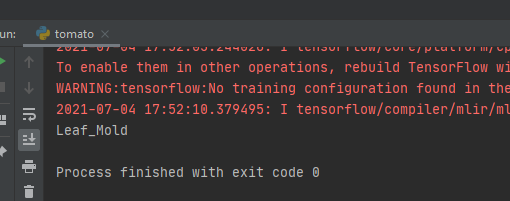 un: tomato
2021-07-04 17:52:05.244026: I tensorflow/core/platform/cp
To enable them in other operations, rebuild TensorFlow wi
WARNING:tensorflow:No training configuration found in the
2021-07-04 17:52:10.379495: I tensorflow/compiler/mlir/ml
Leaf_Mold
Process finished with exit code 0